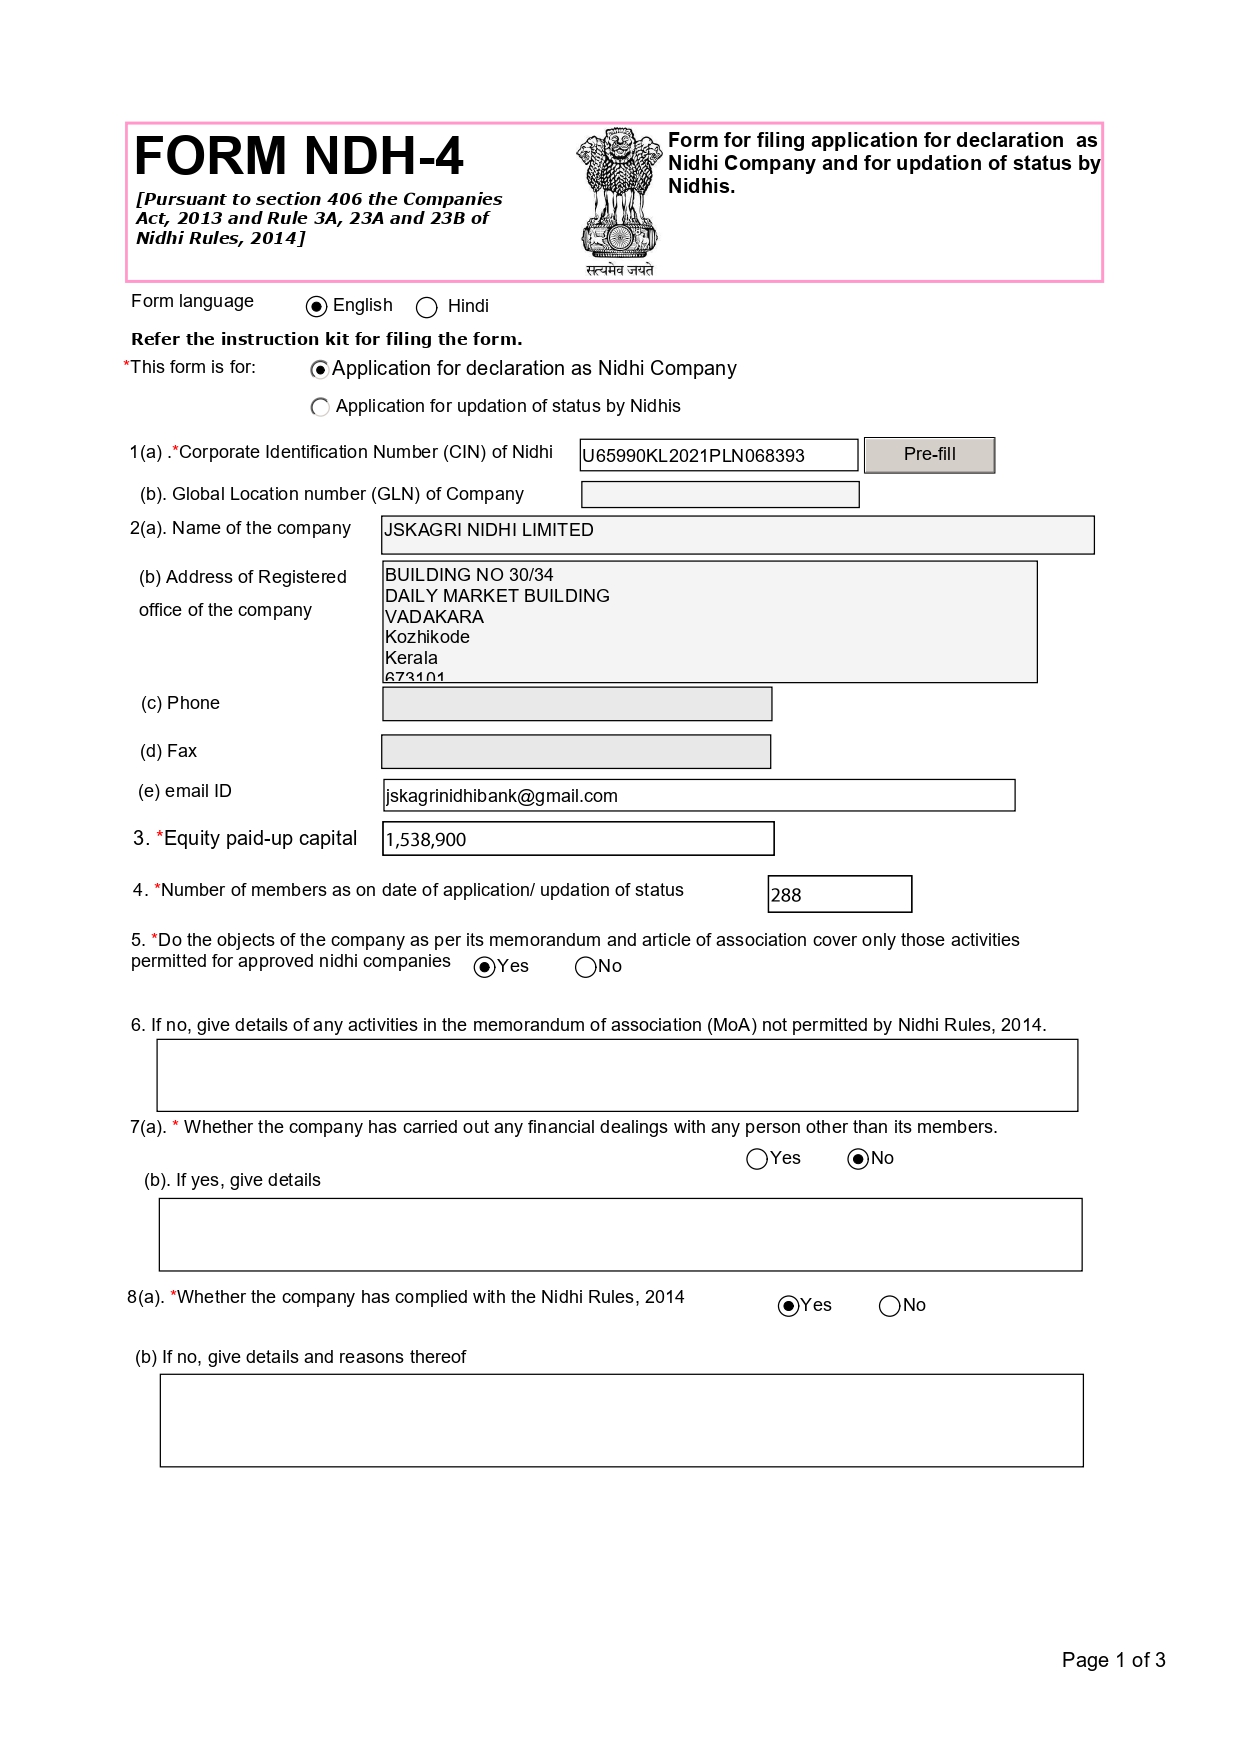 FORM NDH-4
[Pursuant to section 406 the Companies
Act, 2013 and Rule 3A, 23A and 23B of
Nidhi Rules, 2014]
सत्यमेव जयते
Form for filing application for declaration as
Nidhi Company and for updation of status by
Nidhis.
Form language English Hindi
Refer the instruction kit for filing the form.
*This form is for: Application for declaration as Nidhi Company
Application for updation of status by Nidhis
1(a) .*Corporate Identification Number (CIN) of Nidhi U65990KL2021PLN068393 Pre-fill
(b). Global Location number (GLN) of Company
2(a). Name of the company JSKAGRI NIDHI LIMITED
(b) Address of Registered
office of the company
BUILDING NO 30/34
DAILY MARKET BUILDING
VADAKARA
Kozhikode
Kerala
673101
(c) Phone
(d) Fax
(e) email ID jskagrinidhibank@gmail.com
3. *Equity paid-up capital 1,538,900
4. *Number of members as on date of application/ updation of status 288
5. *Do the objects of the company as per its memorandum and article of association cover only those activities
permitted for approved nidhi companies Yes No
6. If no, give details of any activities in the memorandum of association (MoA) not permitted by Nidhi Rules, 2014.
7(a). * Whether the company has carried out any financial dealings with any person other than its members.
Yes No
(b). If yes, give details
8(a). *Whether the company has complied with the Nidhi Rules, 2014 Yes No
(b) If no, give details and reasons thereof
Page 1 of 3